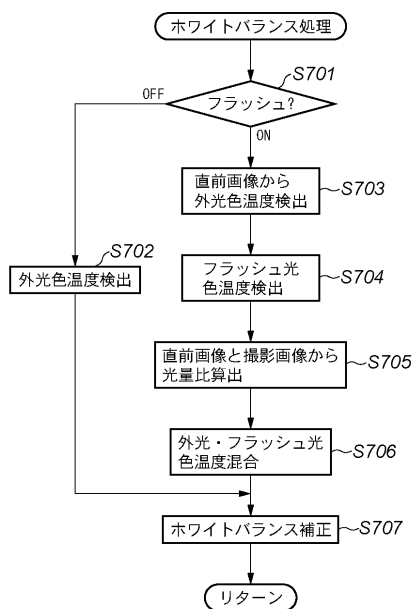 ホワイトバランス処理
S701
フラッシュ?
OFF
ON
直前画像から
外光色温度検出
S703
S702
外光色温度検出
フラッシュ光
色温度検出
S704
直前画像と撮影画像から
光量比算出
S705
外光・フラッシュ光
色温度混合
S706
ホワイトバランス補正
S707
リターン